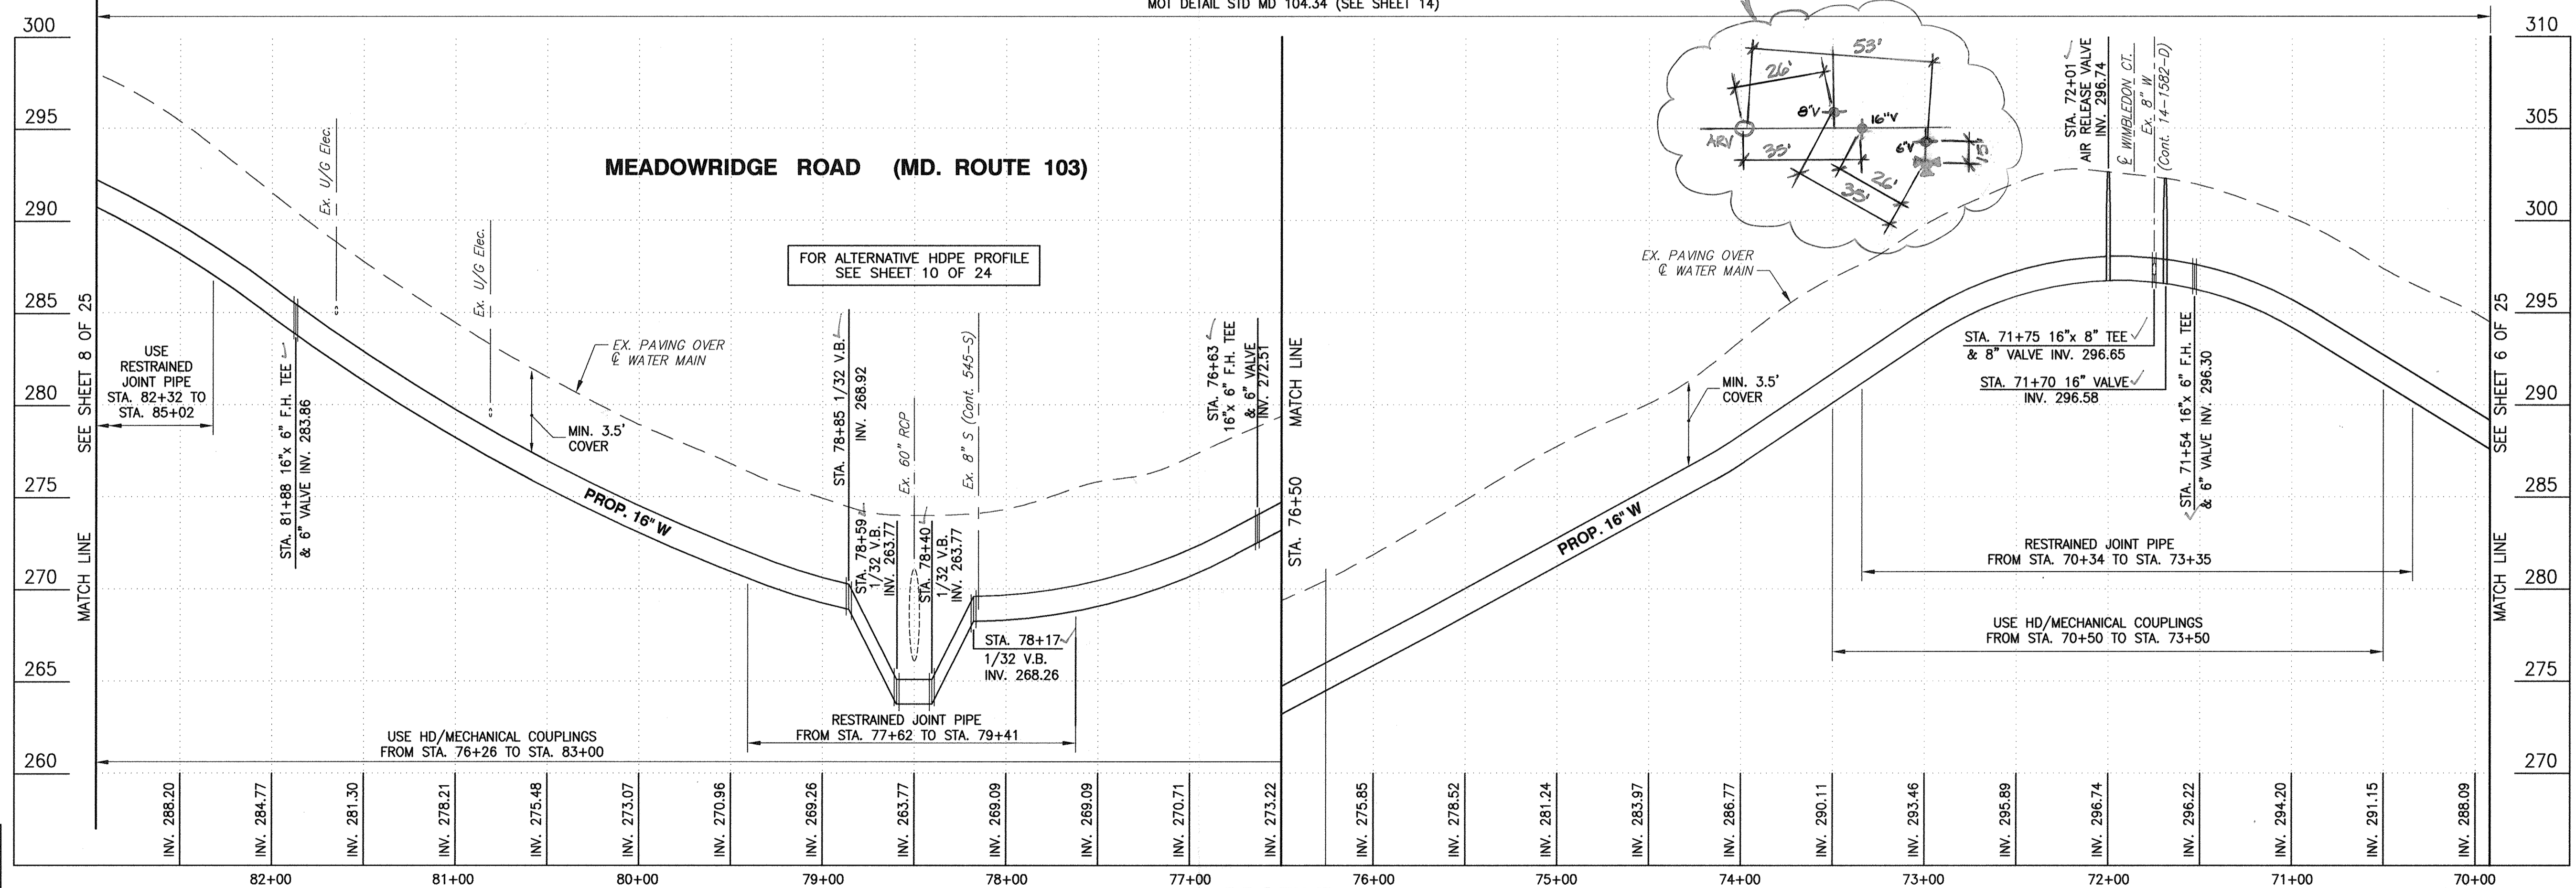 MOT DETAIL STD MD 104.34 (SEE SHEET 14)
300
295
290
285
280
275
270
265
260
310
305
300
295
290
285
280
275
270
MATCH LINE SEE SHEET 8 OF 25
USE
RESTRAINED
JOINT PIPE
STA. 82+32 TO
STA. 85+02
STA. 81+88 16"x 6" F.H. TEE
& 6" VALVE INV. 283.86
Ex. U/G Elec.
Ex. U/G Elec.
MEADOWRIDGE ROAD (MD. ROUTE 103)
FOR ALTERNATIVE HDPE PROFILE
SEE SHEET 10 OF 24
EX. PAVING OVER
℄ WATER MAIN
MIN. 3.5'
COVER
PROP. 16" W
STA. 78+85 1/32 V.B.
INV. 268.92
STA. 78+59
1/32 V.B.
INV. 263.77
Ex. 60" RCP
STA. 78+40
1/32 V.B.
INV. 263.77
Ex. 8" S (Cont. 545-S)
STA. 78+17
1/32 V.B.
INV. 268.26
RESTRAINED JOINT PIPE
FROM STA. 77+62 TO STA. 79+41
USE HD/MECHANICAL COUPLINGS
FROM STA. 76+26 TO STA. 83+00
STA. 76+63
16"x 6" F.H. TEE
& 6" VALVE
INV. 272.51
STA. 76+50 MATCH LINE
53'
26'
8"V
16"V
ARV
35'
6"V
15'
26'
35'
EX. PAVING OVER
℄ WATER MAIN
MIN. 3.5'
COVER
PROP. 16" W
STA. 72+01
AIR RELEASE VALVE
INV. 296.74
℄ WIMBLEDON CT.
Ex. 8" W
(Cont. 14-1582-D)
STA. 71+75 16"x 8" TEE
& 8" VALVE INV. 296.65
STA. 71+70 16" VALVE
INV. 296.58
STA. 71+54 16"x 6" F.H. TEE
& 6" VALVE INV. 296.30
RESTRAINED JOINT PIPE
FROM STA. 70+34 TO STA. 73+35
USE HD/MECHANICAL COUPLINGS
FROM STA. 70+50 TO STA. 73+50
MATCH LINE SEE SHEET 6 OF 25
INV. 288.20
INV. 284.77
INV. 281.30
INV. 278.21
INV. 275.48
INV. 273.07
INV. 270.96
INV. 269.26
INV. 263.77
INV. 269.09
INV. 269.09
INV. 270.71
INV. 273.22
INV. 275.85
INV. 278.52
INV. 281.24
INV. 283.97
INV. 286.77
INV. 290.11
INV. 293.46
INV. 295.89
INV. 296.74
INV. 296.22
INV. 294.20
INV. 291.15
INV. 288.09
82+00
81+00
80+00
79+00
78+00
77+00
76+00
75+00
74+00
73+00
72+00
71+00
70+00